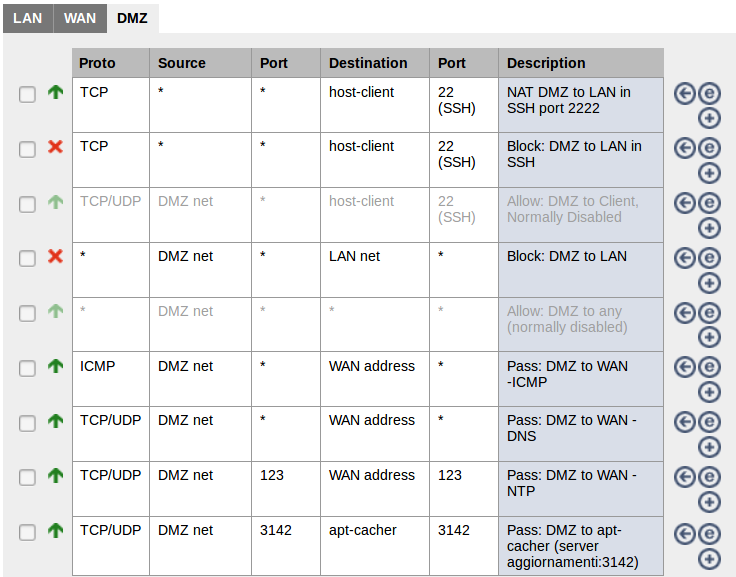 LAN WAN DMZ
Proto Source Port Destination Port Description
TCP * * host-client 22 NAT DMZ to LAN in
(SSH) SSH port 2222
TCP * * host-client 22 Block: DMZ to LAN in
(SSH) SSH
TCP/UDP DMZ net * host-client 22 Allow: DMZ to Client,
(SSH) Normally Disabled
* DMZ net * LAN net * Block: DMZ to LAN
* DMZ net * * * Allow: DMZ to any
(normally disabled)
ICMP DMZ net * WAN address * Pass: DMZ to WAN
-ICMP
TCP/UDP DMZ net * WAN address * Pass: DMZ to WAN -
DNS
TCP/UDP DMZ net 123 WAN address 123 Pass: DMZ to WAN -
NTP
TCP/UDP DMZ net 3142 apt-cacher 3142 Pass: DMZ to apt-
cacher (server
aggiornamenti:3142)